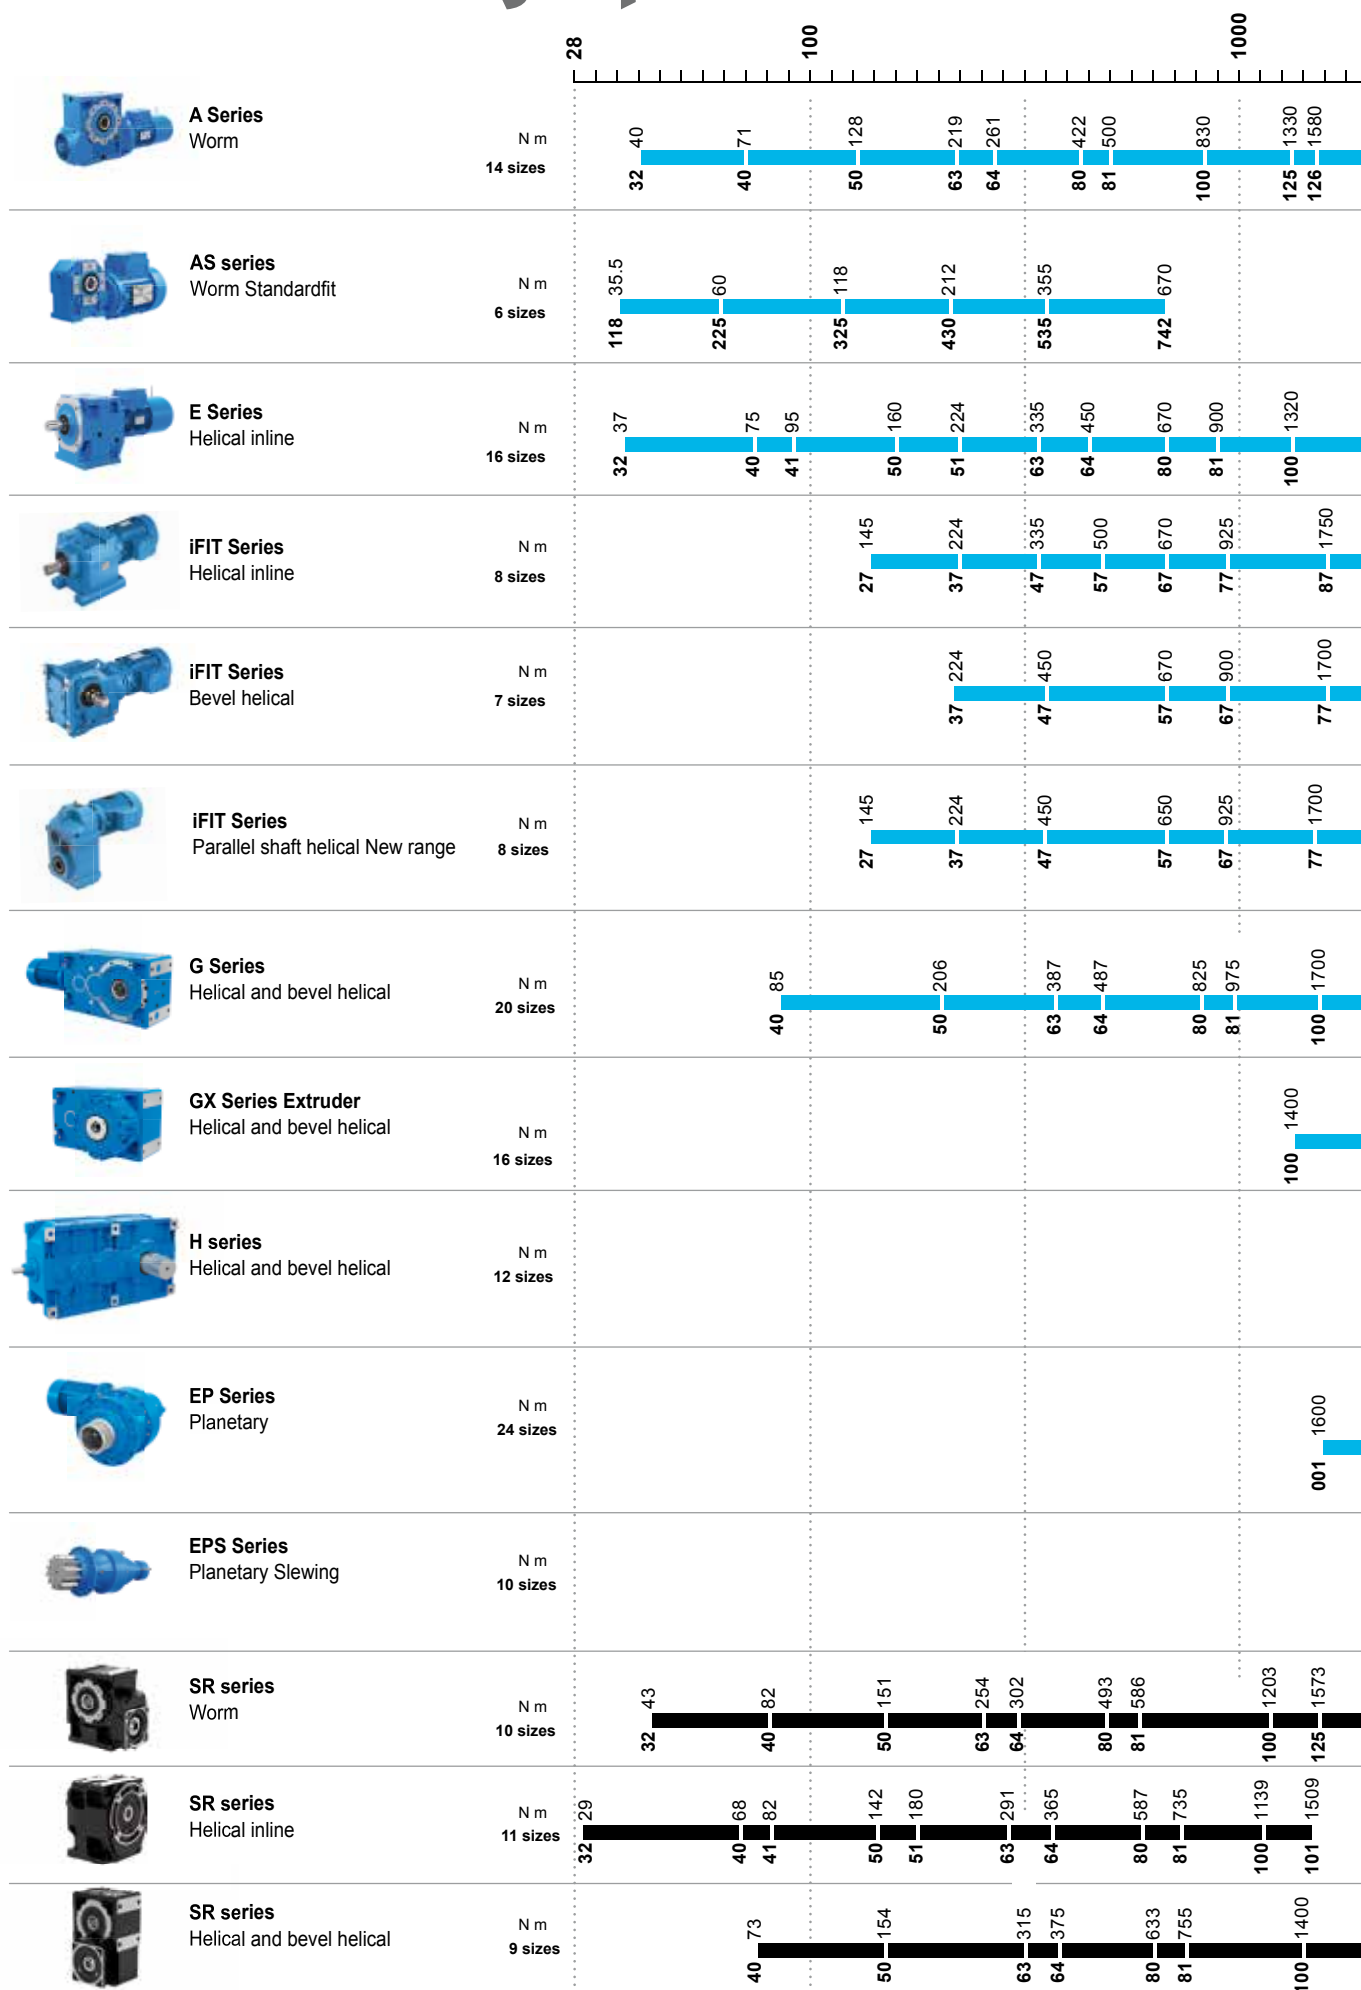 28 100 1000
A Series
Worm
N m
14 sizes
40 71 128 219 261 422 500 830 1330 1580
32 40 50 63 64 80 81 100 125 126
AS series
Worm Standardfit
N m
6 sizes
35.5 60 118 212 355 670
118 225 325 430 535 742
E Series
Helical inline
N m
16 sizes
37 75 95 160 224 335 450 670 900 1320
32 40 41 50 51 63 64 80 81 100
iFIT Series
Helical inline
N m
8 sizes
145 224 335 500 670 925 1750
27 37 47 57 67 77 87
iFIT Series
Bevel helical
N m
7 sizes
224 450 670 900 1700
37 47 57 67 77
iFIT Series
Parallel shaft helical New range
N m
8 sizes
145 224 450 650 925 1700
27 37 47 57 67 77
G Series
Helical and bevel helical
N m
20 sizes
85 206 387 487 825 975 1700
40 50 63 64 80 81 100
GX Series Extruder
Helical and bevel helical
N m
16 sizes
1400
100
H series
Helical and bevel helical
N m
12 sizes
EP Series
Planetary
N m
24 sizes
1600
001
EPS Series
Planetary Slewing
N m
10 sizes
SR series
Worm
N m
10 sizes
43 82 151 254 302 493 586 1203 1573
32 40 50 63 64 80 81 100 125
SR series
Helical inline
N m
11 sizes
29 68 82 142 180 291 365 587 735 1139 1509
32 40 41 50 51 63 64 80 81 100 101
SR series
Helical and bevel helical
N m
9 sizes
73 154 315 375 633 755 1400
40 50 63 64 80 81 100